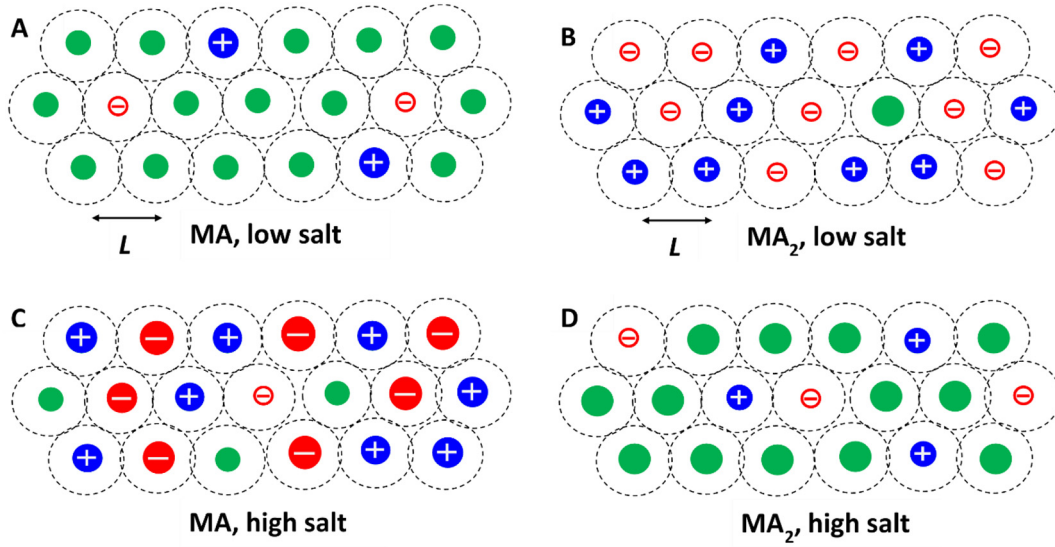 A
B
L
MA, low salt
L
MA₂, low salt
C
D
MA, high salt
MA₂, high salt